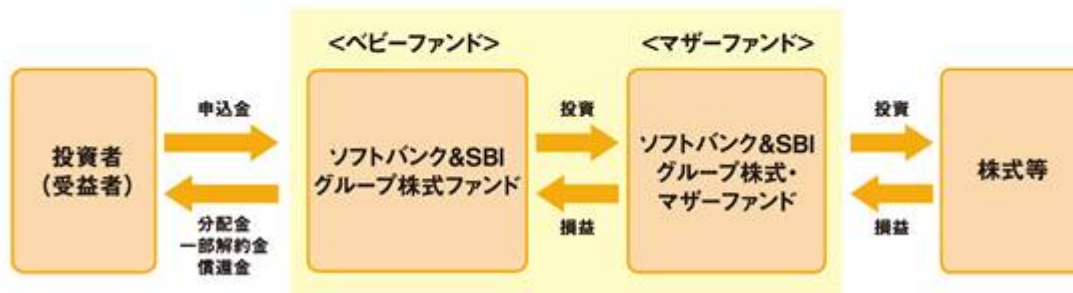 <ベビーファンド>
<マザーファンド>
投資者
(受益者)
申込金
分配金
一部解約金
償還金
ソフトバンク&SBI
グループ株式ファンド
投資
損益
ソフトバンク&SBI
グループ株式・
マザーファンド
投資
損益
株式等